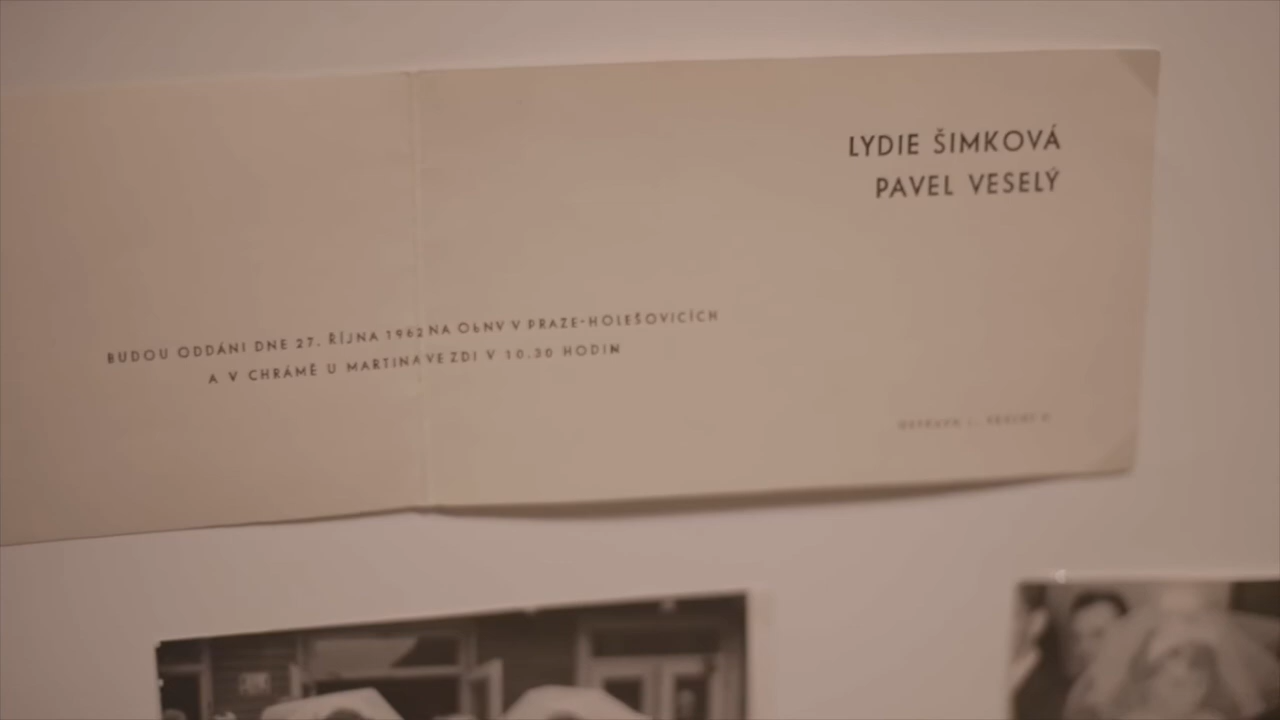 LYDIE ŠIMKOVÁ
PAVEL VESELÝ
BUDOU ODDÁNI DNE 27. ŘÍJNA 1962 NA ObNV V PRAZE-HOLEŠOVICÍCH
A V CHRÁMĚ U MARTINA VE ZDI V 10.30 HODIN